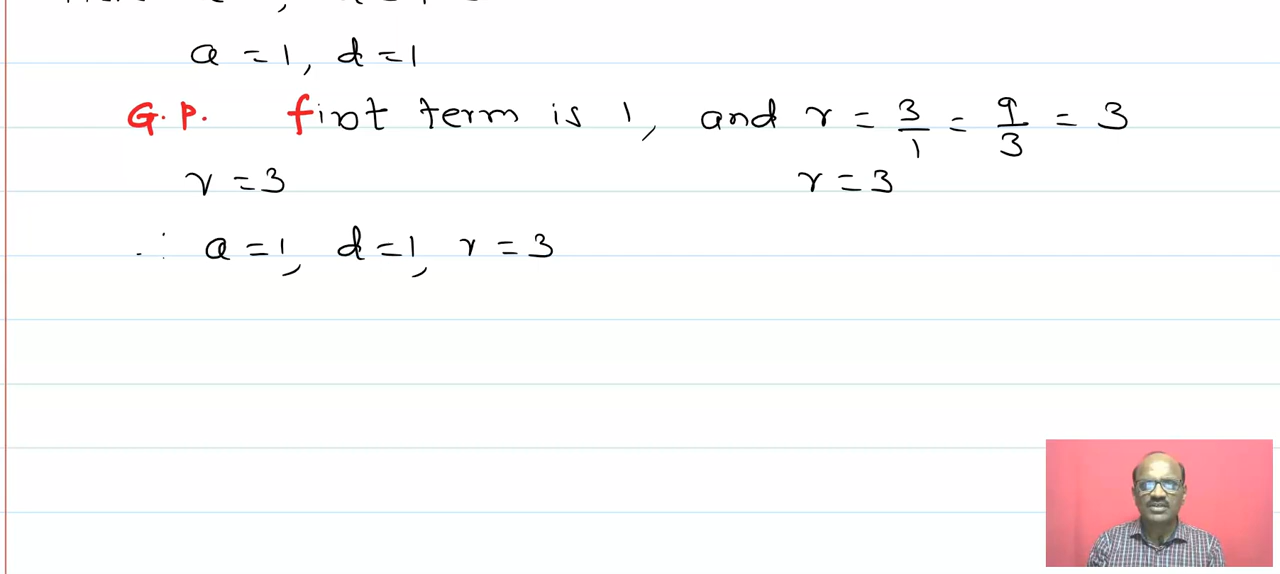 a = 1, d = 1
G.P. first term is 1, and r = 3/1 = 9/3 = 3
r = 3 r = 3
∴ a = 1, d = 1, r = 3